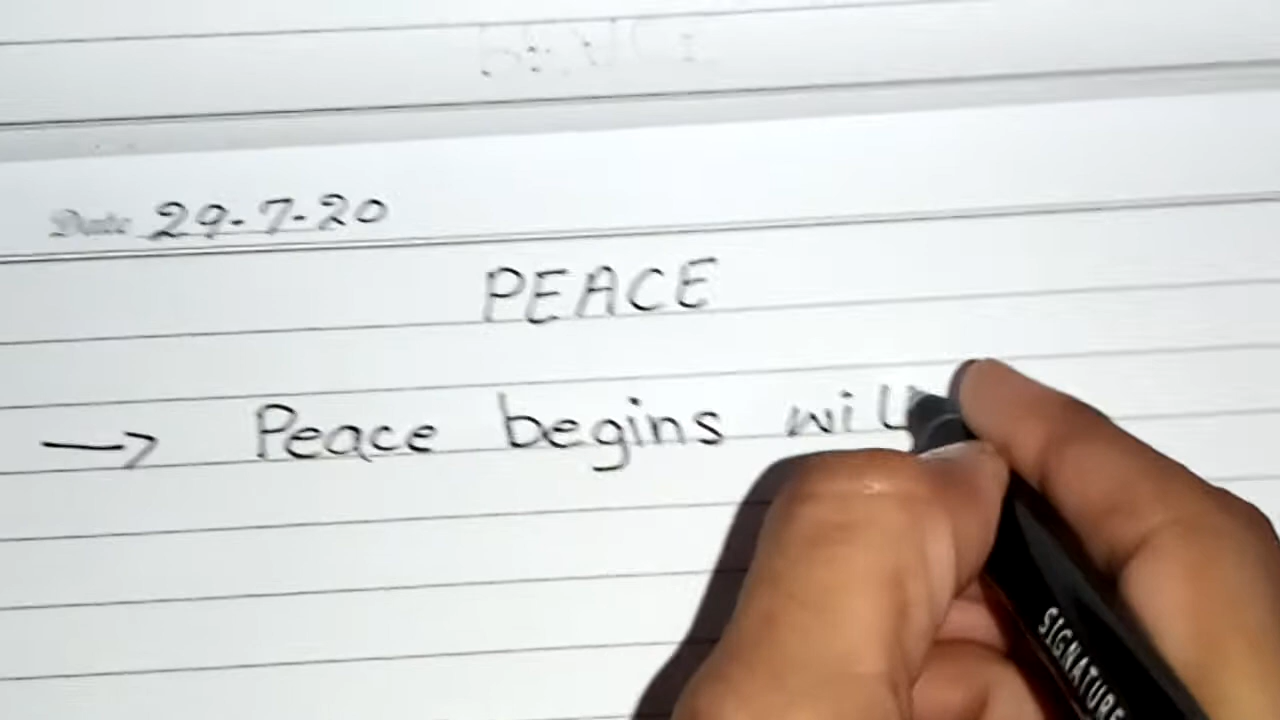 Date 29-7-20
PEACE
→ Peace begins wi
SIGNATURE